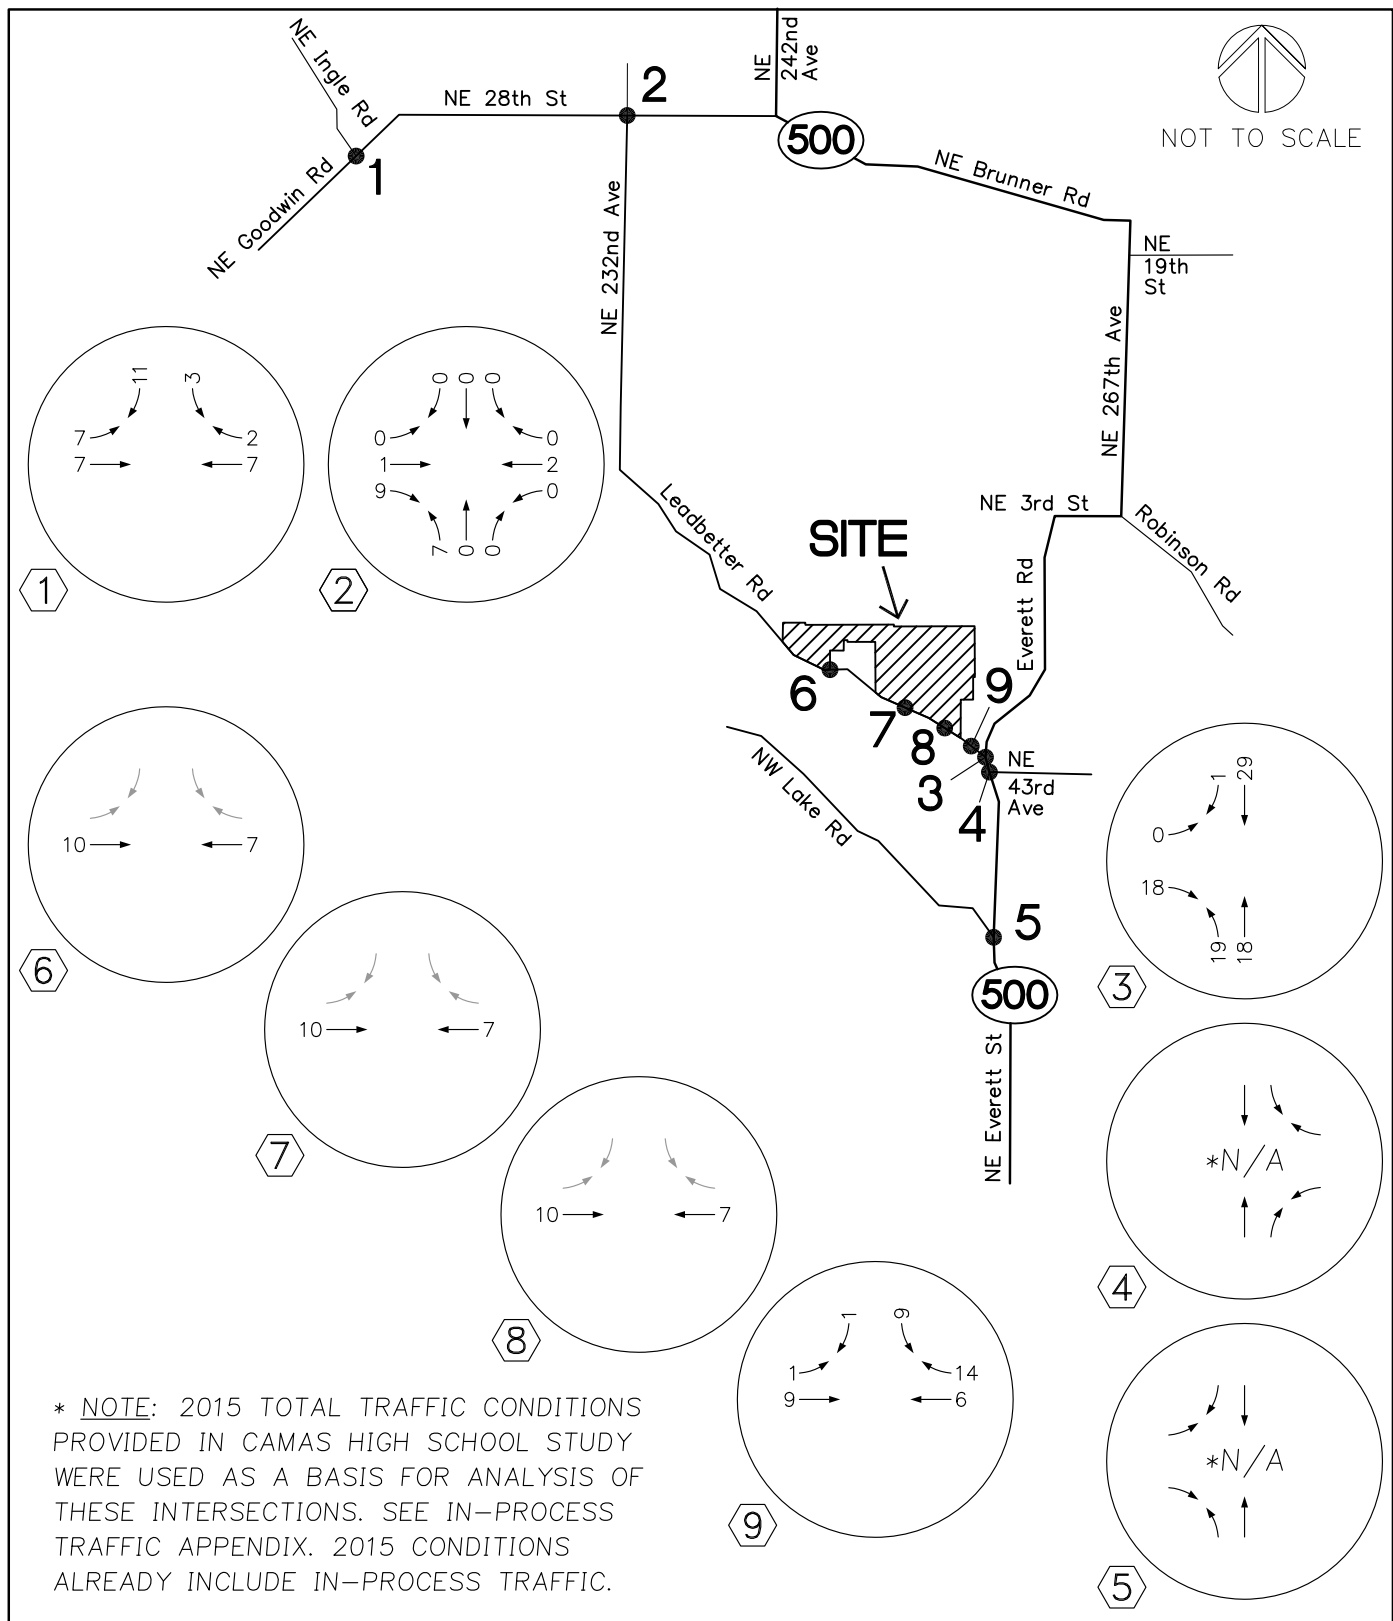 NE Ingle Rd
NE 28th St
2
NE
242nd
Ave
500
NOT TO SCALE
NE Brunner Rd
1
NE Goodwin Rd
NE 232nd Ave
NE
19th
St
NE 267th Ave
NE 3rd St
Robinson Rd
Leadbetter Rd
SITE
Everett Rd
6
7
8
9
3
4
NE
43rd
Ave
NW Lake Rd
5
500
NE Everett St
11 3
7 2
7 7
1
0 0 0
0 0
1 2
9 0
7 0 0
2
1 29
0
18
19 18
3
10 7
6
10 7
7
10 7
8
1 9
1 14
9 6
9
*N/A
4
*N/A
5
* NOTE: 2015 TOTAL TRAFFIC CONDITIONS
PROVIDED IN CAMAS HIGH SCHOOL STUDY
WERE USED AS A BASIS FOR ANALYSIS OF
THESE INTERSECTIONS. SEE IN-PROCESS
TRAFFIC APPENDIX. 2015 CONDITIONS
ALREADY INCLUDE IN-PROCESS TRAFFIC.